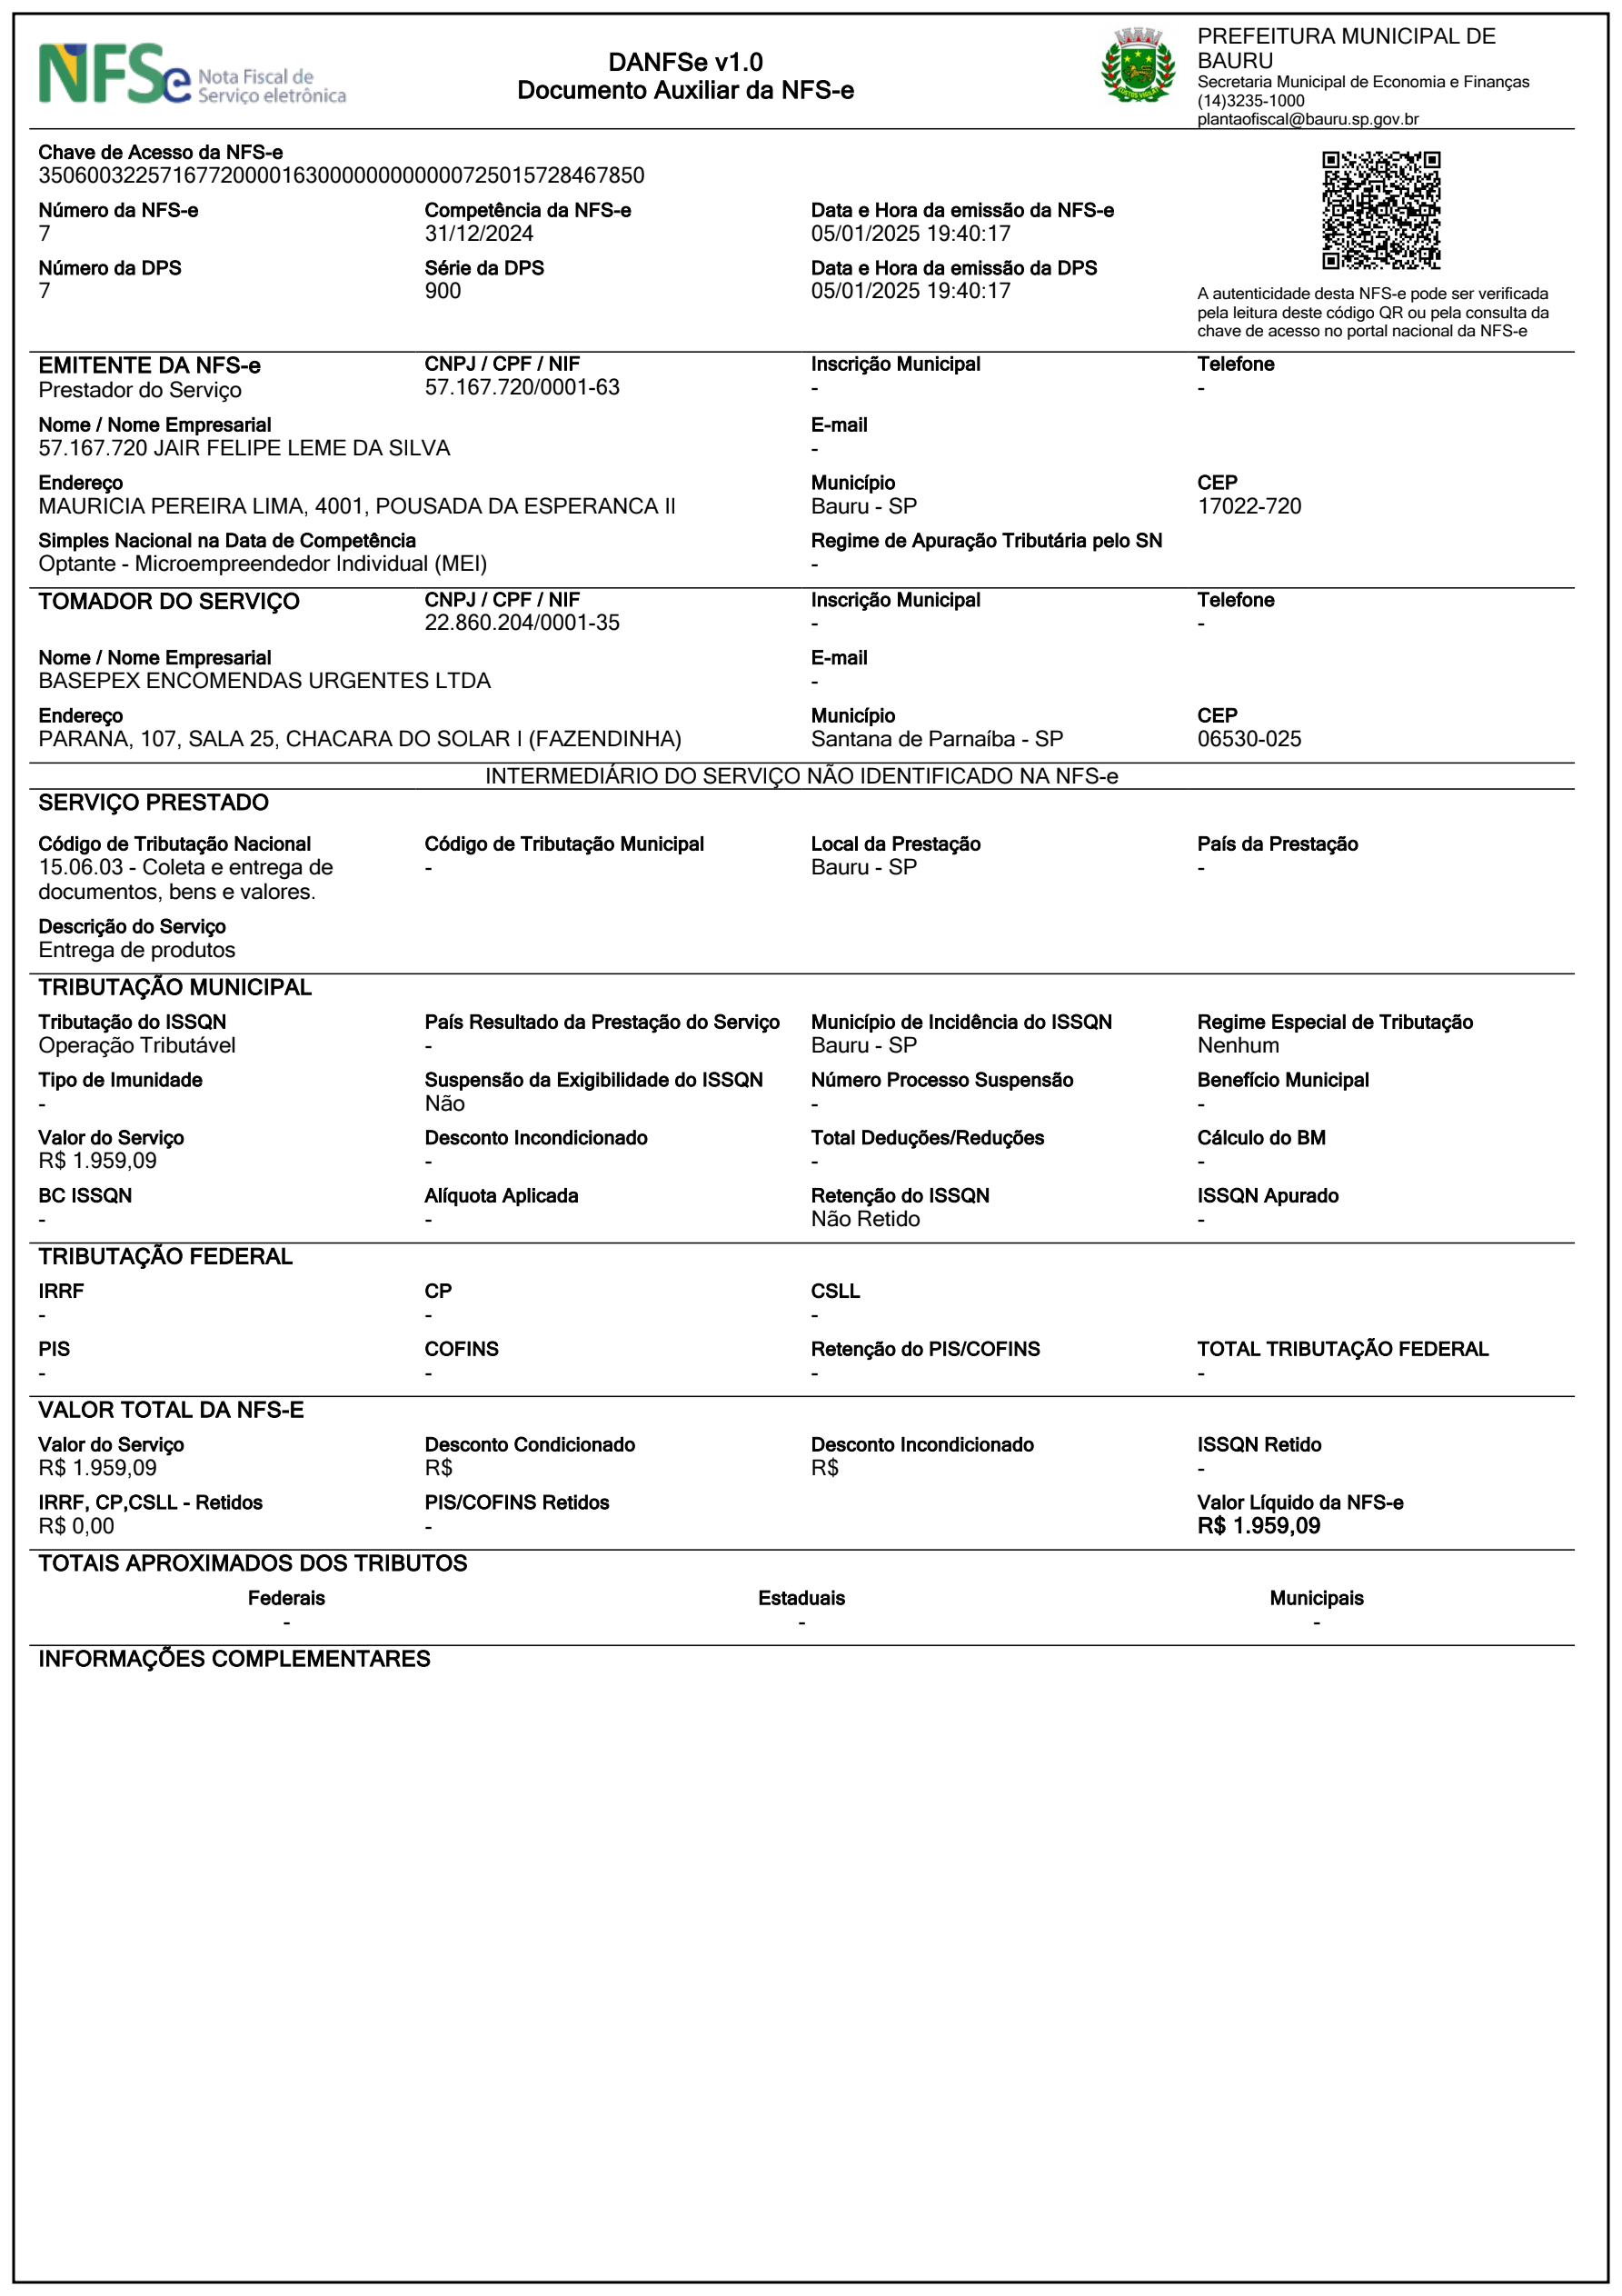 NFSe Nota Fiscal de
Serviço eletrônica
DANFSe v1.0
Documento Auxiliar da NFS-e
PREFEITURA MUNICIPAL DE
BAURU
Secretaria Municipal de Economia e Finanças
(14)3235-1000
plantaofiscal@bauru.sp.gov.br
Chave de Acesso da NFS-e
35060032257167720000163000000000000725015728467850
Número da NFS-e Competência da NFS-e Data e Hora da emissão da NFS-e
7 31/12/2024 05/01/2025 19:40:17
Número da DPS Série da DPS Data e Hora da emissão da DPS
7 900 05/01/2025 19:40:17
A autenticidade desta NFS-e pode ser verificada
pela leitura deste código QR ou pela consulta da
chave de acesso no portal nacional da NFS-e
EMITENTE DA NFS-e CNPJ / CPF / NIF Inscrição Municipal Telefone
Prestador do Serviço 57.167.720/0001-63 - -
Nome / Nome Empresarial E-mail
57.167.720 JAIR FELIPE LEME DA SILVA -
Endereço Município CEP
MAURICIA PEREIRA LIMA, 4001, POUSADA DA ESPERANCA II Bauru - SP 17022-720
Simples Nacional na Data de Competência Regime de Apuração Tributária pelo SN
Optante - Microempreendedor Individual (MEI) -
TOMADOR DO SERVIÇO CNPJ / CPF / NIF Inscrição Municipal Telefone
22.860.204/0001-35 - -
Nome / Nome Empresarial E-mail
BASEPEX ENCOMENDAS URGENTES LTDA -
Endereço Município CEP
PARANA, 107, SALA 25, CHACARA DO SOLAR I (FAZENDINHA) Santana de Parnaíba - SP 06530-025
INTERMEDIÁRIO DO SERVIÇO NÃO IDENTIFICADO NA NFS-e
SERVIÇO PRESTADO
Código de Tributação Nacional Código de Tributação Municipal Local da Prestação País da Prestação
15.06.03 - Coleta e entrega de - Bauru - SP -
documentos, bens e valores.
Descrição do Serviço
Entrega de produtos
TRIBUTAÇÃO MUNICIPAL
Tributação do ISSQN País Resultado da Prestação do Serviço Município de Incidência do ISSQN Regime Especial de Tributação
Operação Tributável - Bauru - SP Nenhum
Tipo de Imunidade Suspensão da Exigibilidade do ISSQN Número Processo Suspensão Benefício Municipal
- Não - -
Valor do Serviço Desconto Incondicionado Total Deduções/Reduções Cálculo do BM
R$ 1.959,09 - - -
BC ISSQN Alíquota Aplicada Retenção do ISSQN ISSQN Apurado
- - Não Retido -
TRIBUTAÇÃO FEDERAL
IRRF CP CSLL
- - -
PIS COFINS Retenção do PIS/COFINS TOTAL TRIBUTAÇÃO FEDERAL
- - - -
VALOR TOTAL DA NFS-E
Valor do Serviço Desconto Condicionado Desconto Incondicionado ISSQN Retido
R$ 1.959,09 R$ R$ -
IRRF, CP,CSLL - Retidos PIS/COFINS Retidos Valor Líquido da NFS-e
R$ 0,00 - R$ 1.959,09
TOTAIS APROXIMADOS DOS TRIBUTOS
Federais Estaduais Municipais
- - -
INFORMAÇÕES COMPLEMENTARES